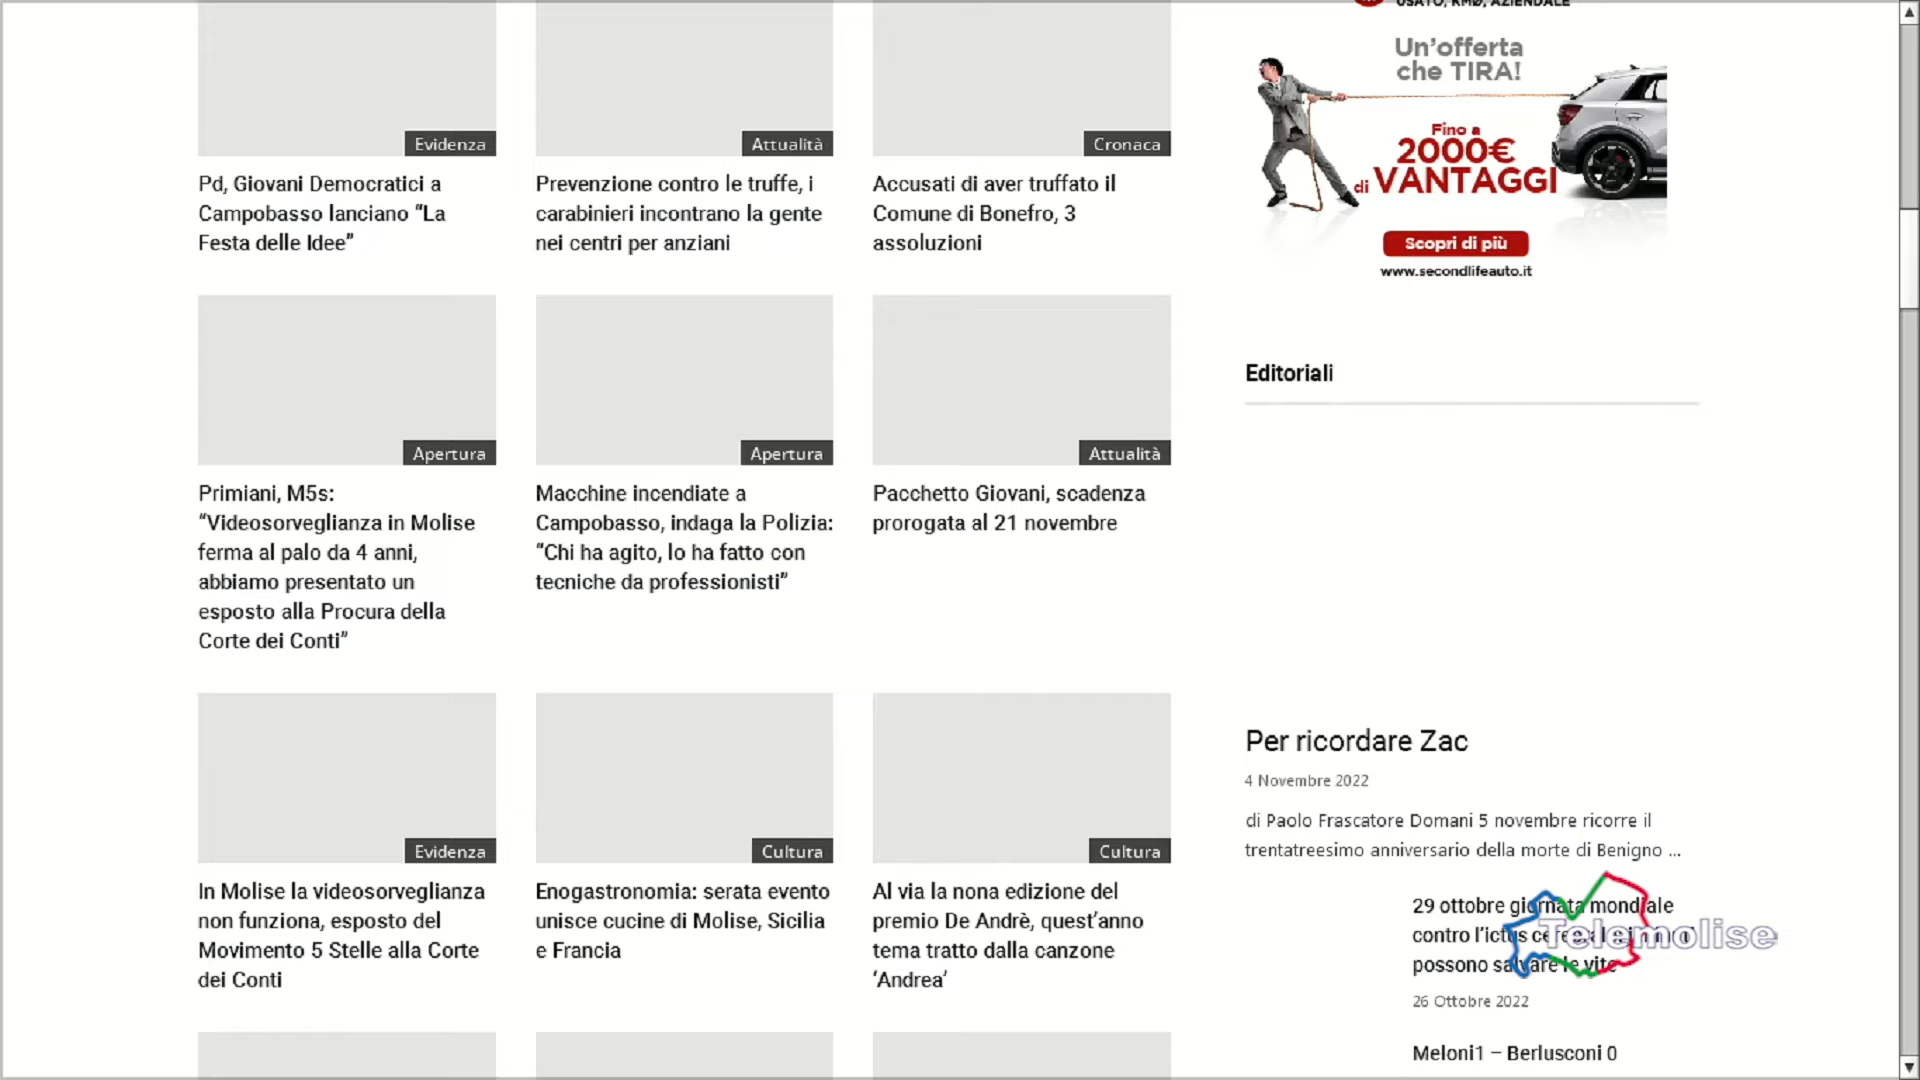 USATO, KMØ, AZIENDALE
Un’offerta
che TIRA!
Fino a
2000€
di VANTAGGI
Scopri di più
www.secondlifeauto.it
Evidenza
Pd, Giovani Democratici a
Campobasso lanciano “La
Festa delle Idee”
Attualità
Prevenzione contro le truffe, i
carabinieri incontrano la gente
nei centri per anziani
Cronaca
Accusati di aver truffato il
Comune di Bonefro, 3
assoluzioni
Apertura
Primiani, M5s:
“Videosorveglianza in Molise
ferma al palo da 4 anni,
abbiamo presentato un
esposto alla Procura della
Corte dei Conti”
Apertura
Macchine incendiate a
Campobasso, indaga la Polizia:
“Chi ha agito, lo ha fatto con
tecniche da professionisti”
Attualità
Pacchetto Giovani, scadenza
prorogata al 21 novembre
Evidenza
In Molise la videosorveglianza
non funziona, esposto del
Movimento 5 Stelle alla Corte
dei Conti
Cultura
Enogastronomia: serata evento
unisce cucine di Molise, Sicilia
e Francia
Cultura
Al via la nona edizione del
premio De Andrè, quest’anno
tema tratto dalla canzone
‘Andrea’
Editoriali
Per ricordare Zac
4 Novembre 2022
di Paolo Frascatore Domani 5 novembre ricorre il
trentatreesimo anniversario della morte di Benigno ...
29 ottobre giornata mondiale
contro l’ictus
possono salvare le vite
26 Ottobre 2022
Meloni1 – Berlusconi 0
Telemolise